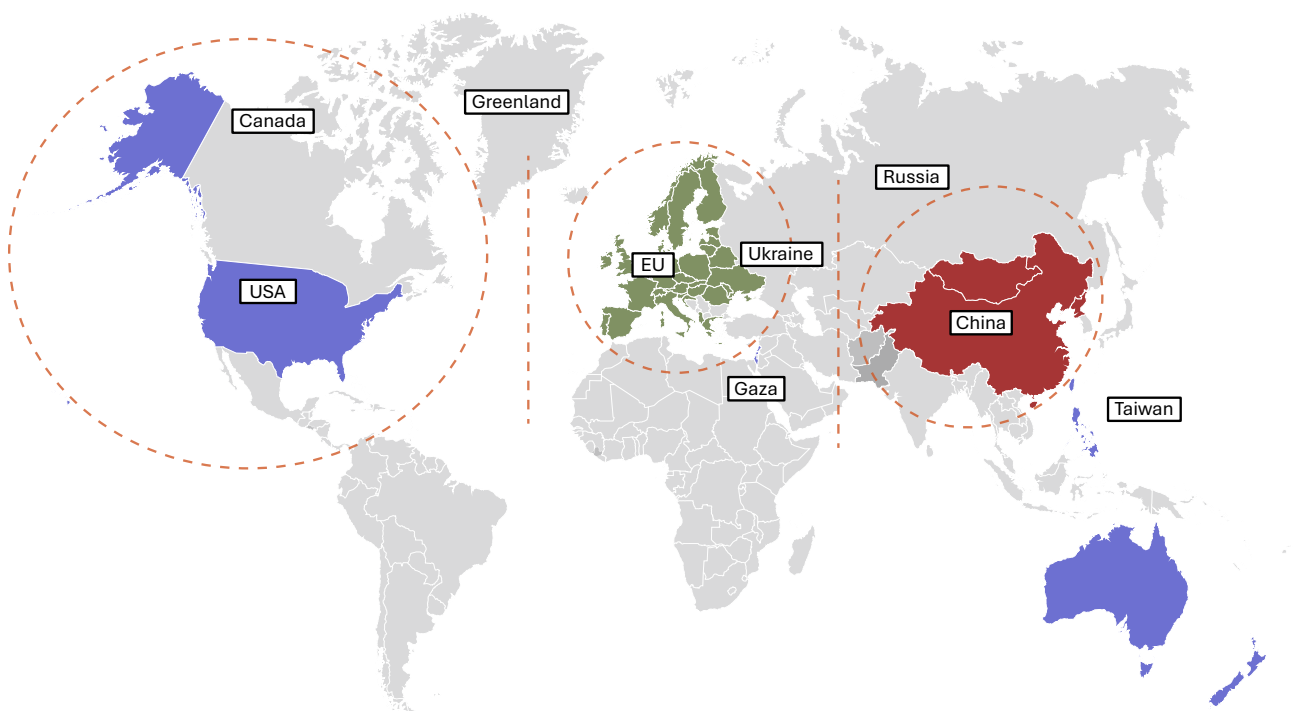 Greenland
Canada
Russia
Ukraine
EU
USA
China
Gaza
Taiwan